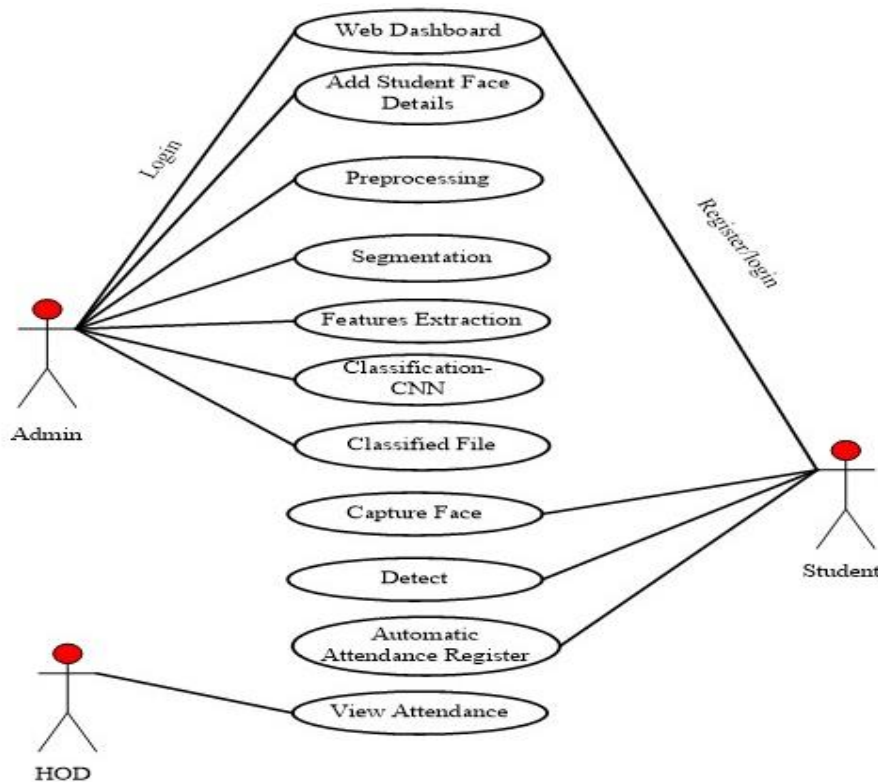 Web Dashboard
Add Student Face
Details
Login
Preprocessing
Register/login
Segmentation
Features Extraction
Classification-
CNN
Admin
Classified File
Capture Face
Student
Detect
Automatic
Attendance Register
View Attendance
HOD